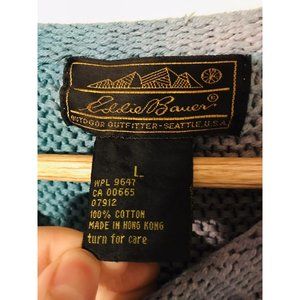 Eddie Bauer
OUTDOOR OUTFITTER-SEATTLE, U.S.A.
L
WPL 9647
CA 00665
07912
100% COTTON
MADE IN HONG KONG
turn for care